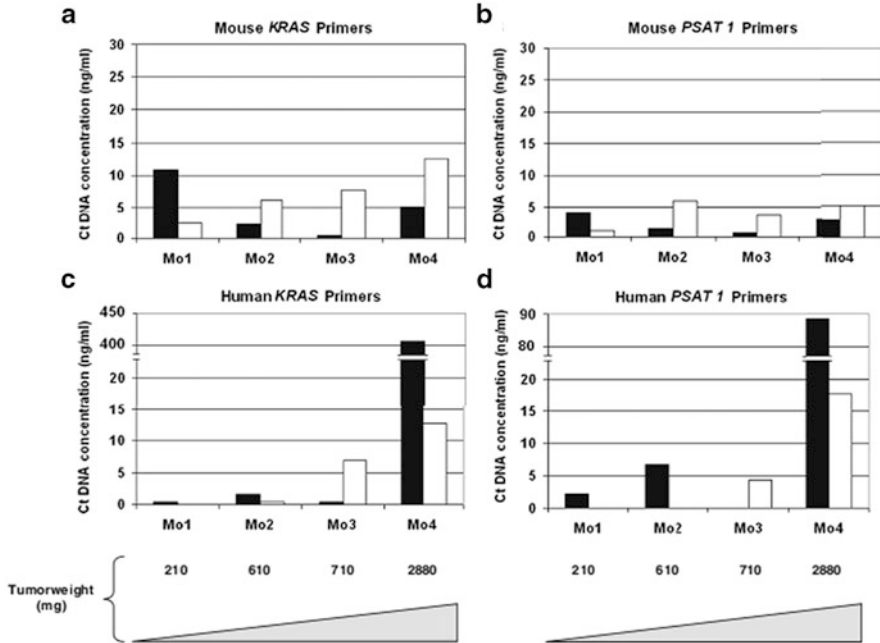 a
Mouse KRAS Primers
Ct DNA concentration (ng/ml)
30
25
20
15
10
5
0
Mo1 Mo2 Mo3 Mo4
b
Mouse PSAT 1 Primers
Ct DNA concentration (ng/ml)
30
25
20
15
10
5
0
Mo1 Mo2 Mo3 Mo4
c
Human KRAS Primers
Ct DNA concentration (ng/ml)
450
400
20
15
10
5
0
Mo1 Mo2 Mo3 Mo4
d
Human PSAT 1 Primers
Ct DNA concentration (ng/ml)
90
80
20
15
10
5
0
Mo1 Mo2 Mo3 Mo4
Tumorweight
(mg)
210 610 710 2880
210 610 710 2880